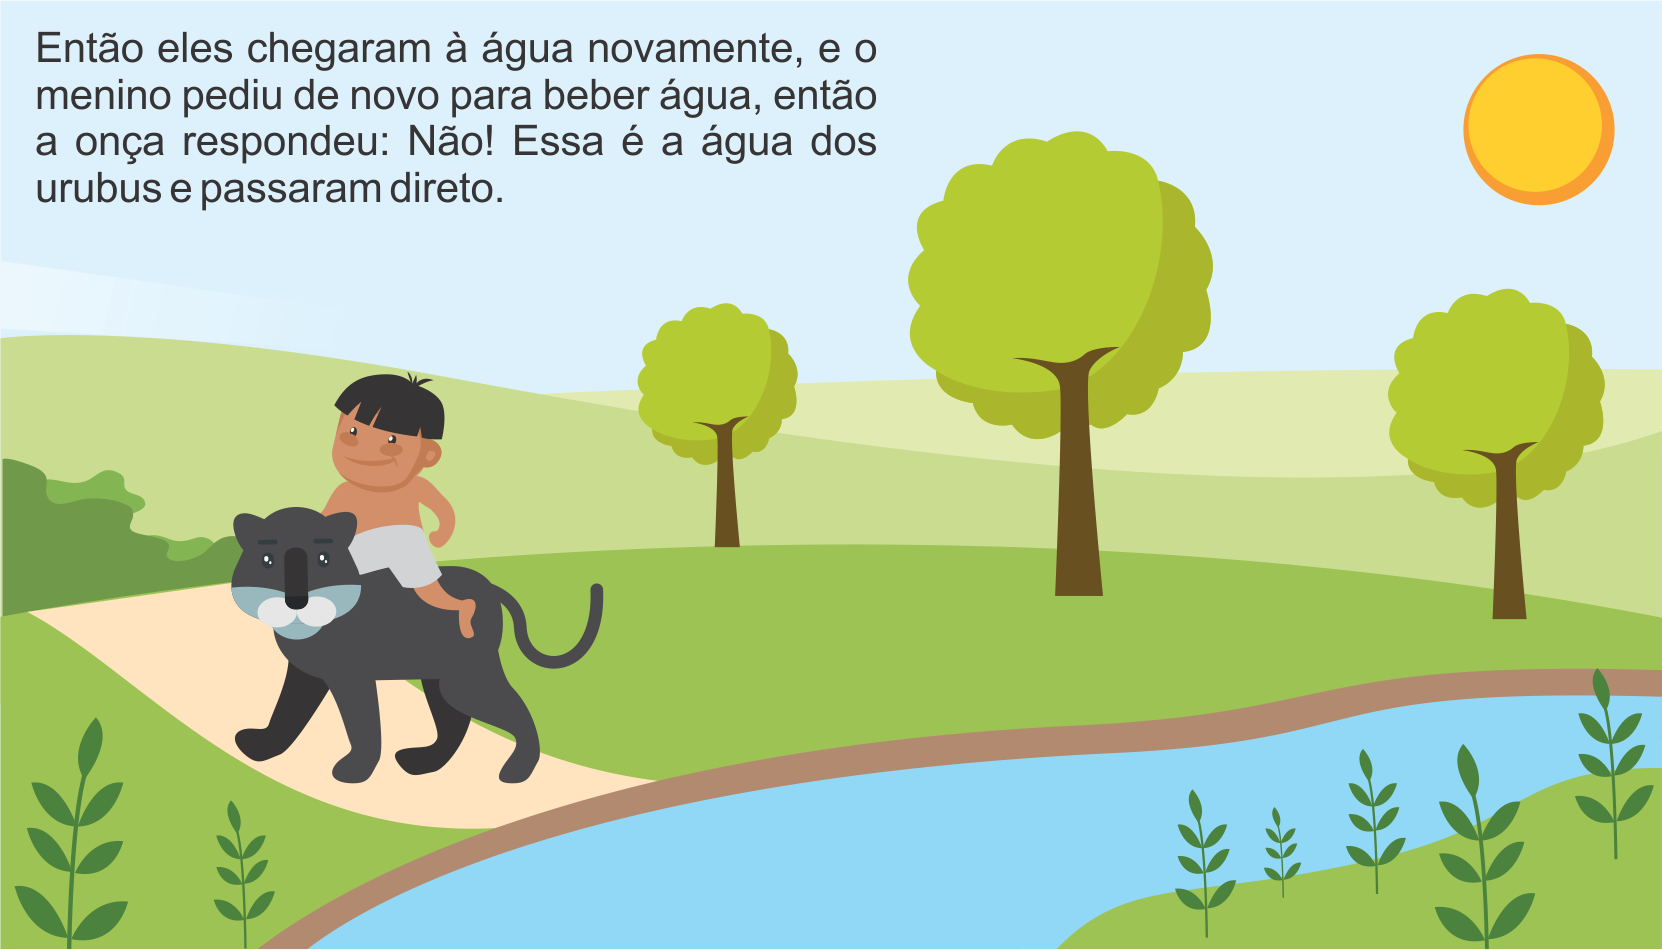 Então eles chegaram à água novamente, e o
menino pediu de novo para beber água, então
a onça respondeu: Não! Essa é a água dos
urubus e passaram direto.